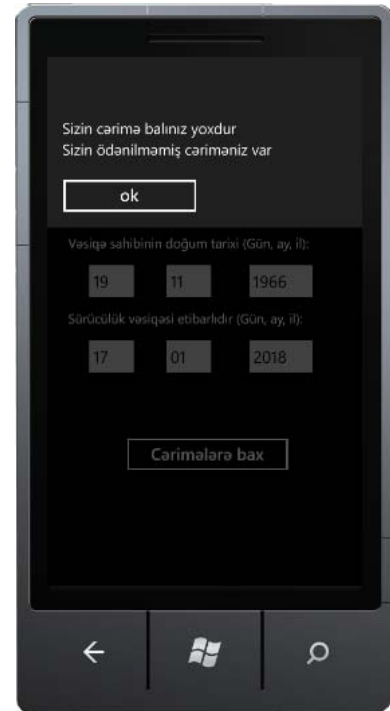 Sizin cərimə balınız yoxdur
Sizin ödənilməmiş cəriməniz var
ok
Vəsiqə sahibinin doğum tarixi (Gün, ay, il):
19 11 1966
Sürücülük vəsiqəsi etibarlıdır (Gün, ay, il):
17 01 2018
Cərimələrə bax